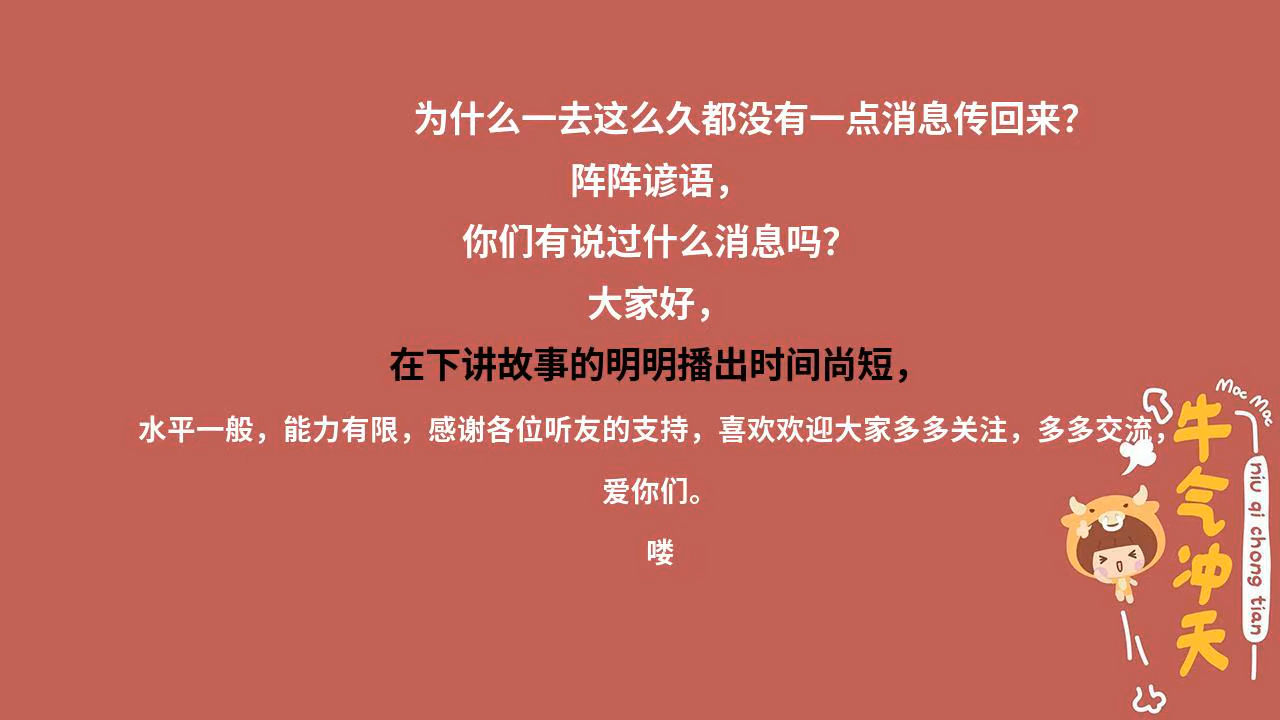 为什么一去这么久都没有一点消息传回来?
阵阵谚语，
你们有说过什么消息吗?
大家好，
在下讲故事的明明播出时间尚短，
水平一般，能力有限，感谢各位听友的支持，喜欢欢迎大家多多关注，多多交流，
爱你们。
喽
Moc Moc
牛气冲天
niu qi chong tian